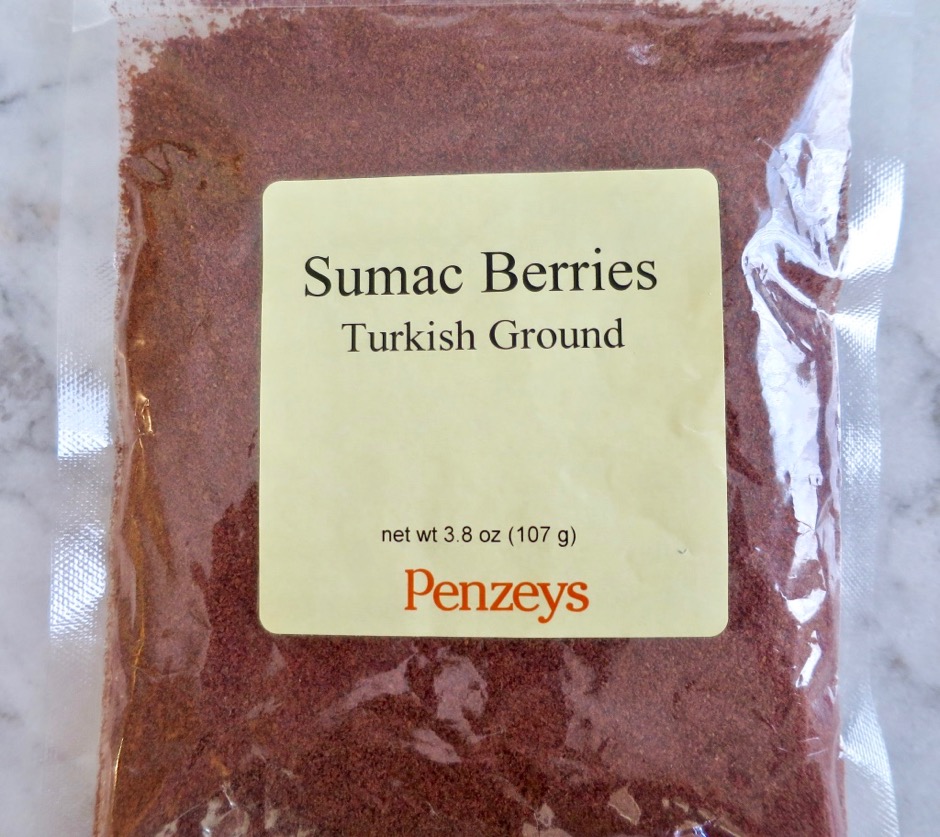 Sumac Berries
Turkish Ground
net wt 3.8 oz (107 g)
Penzeys